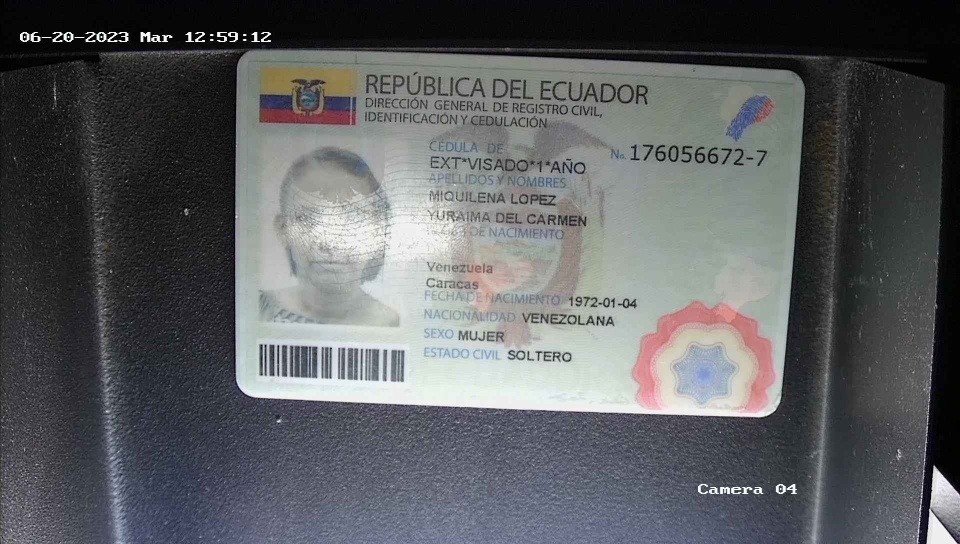 06-20-2023 Mar 12:59:12
REPÚBLICA DEL ECUADOR
DIRECCIÓN GENERAL DE REGISTRO CIVIL,
IDENTIFICACIÓN Y CEDULACIÓN
CÉDULA DE
No. 176056672-7
EXT*VISADO*1*AÑO
APELLIDOS Y NOMBRES
MIQUILENA LOPEZ
YURAIMA DEL CARMEN
DE NACIMIENTO
Venezuela
Caracas
FECHA DE NACIMIENTO 1972-01-04
NACIONALIDAD VENEZOLANA
SEXO MUJER
ESTADO CIVIL SOLTERO
Camera 04